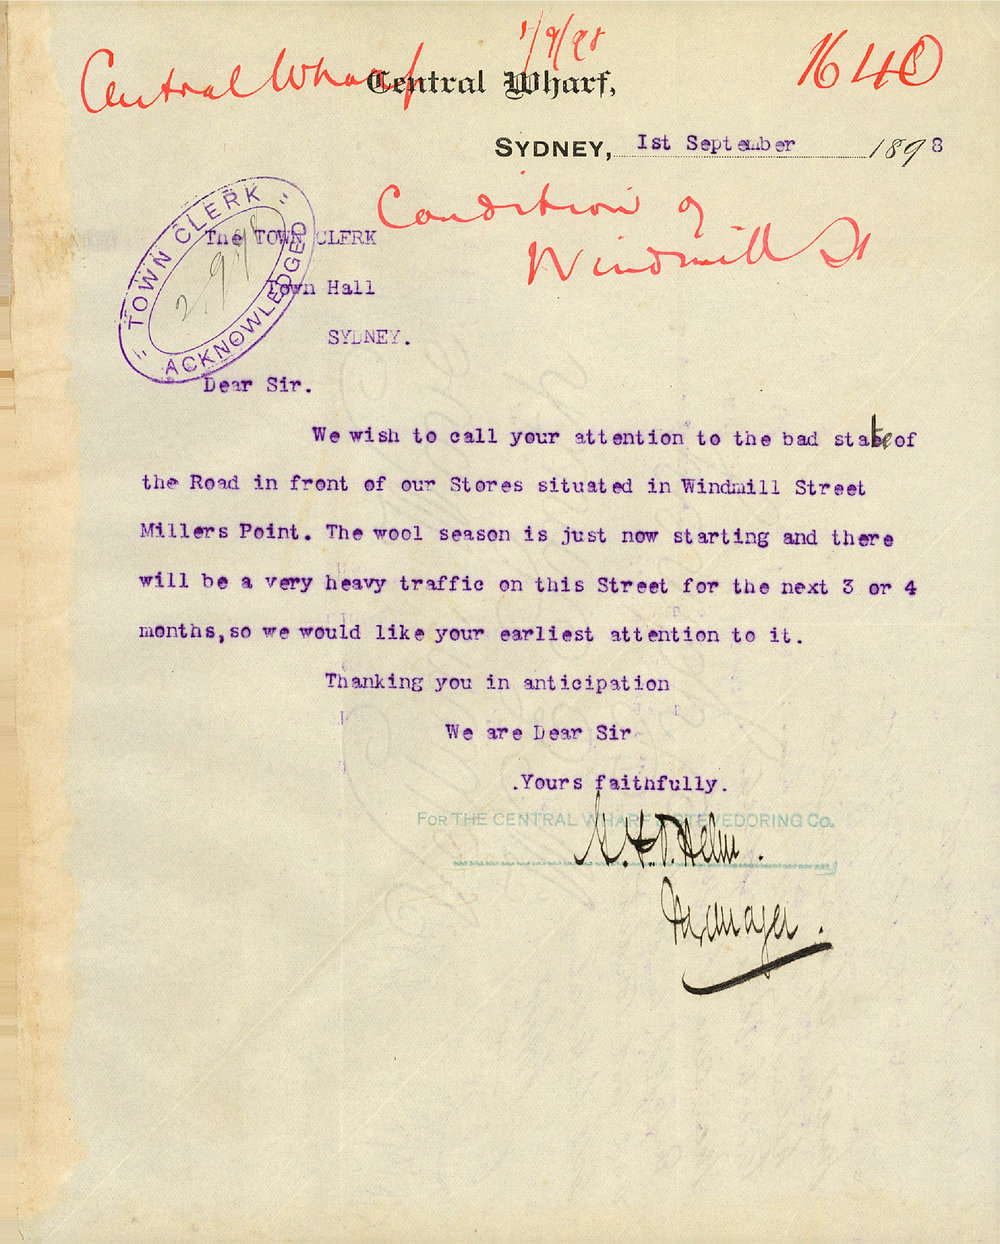 Central Wharf 1/9/98 1640
Central Wharf,
SYDNEY, 1st September 1898
Condition of
Windmill St
TOWN CLERK
2.9.98
ACKNOWLEDGED
The TOWN CLERK
Town Hall
SYDNEY.
Dear Sir.
We wish to call your attention to the bad state of
the Road in front of our Stores situated in Windmill Street
Millers Point. The wool season is just now starting and there
will be a very heavy traffic on this Street for the next 3 or 4
months,so we would like your earliest attention to it.
Thanking you in anticipation
We are Dear Sir
.Yours faithfully.
FOR THE CENTRAL WHARF STEVEDORING CO.
Helm.
Manager.